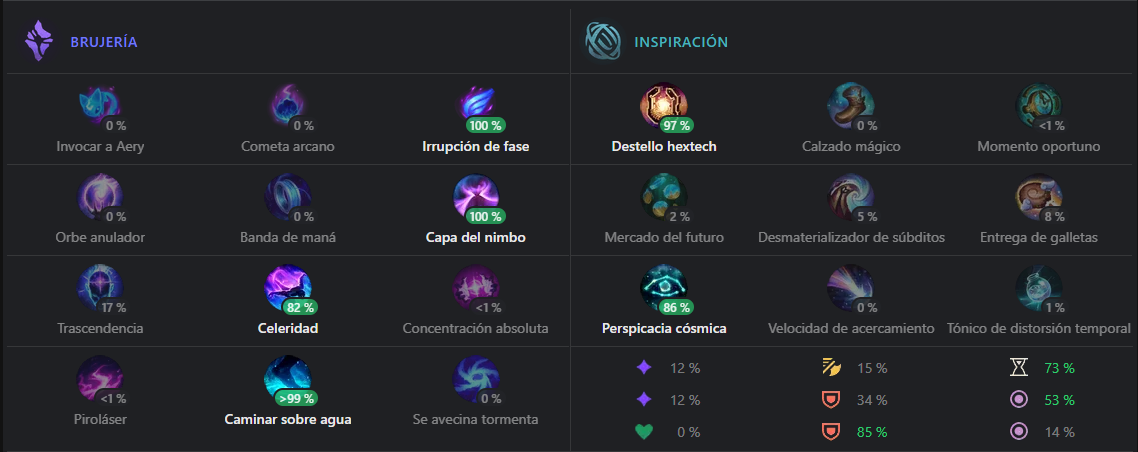 BRUJERÍA
INSPIRACIÓN
0 % 0 % 100 %
Invocar a Aery Cometa arcano Irrupción de fase
0 % 0 % 100 %
Orbe anulador Banda de maná Capa del nimbo
17 % 82 % <1 %
Trascendencia Celeridad Concentración absoluta
<1 % >99 % 0 %
Piroláser Caminar sobre agua Se avecina tormenta
97 % 0 % <1 %
Destello hextech Calzado mágico Momento oportuno
2 % 5 % 8 %
Mercado del futuro Desmaterializador de súbditos Entrega de galletas
86 % 0 % 1 %
Perspicacia cósmica Velocidad de acercamiento Tónico de distorsión temporal
12 % 15 % 73 %
12 % 34 % 53 %
0 % 85 % 14 %